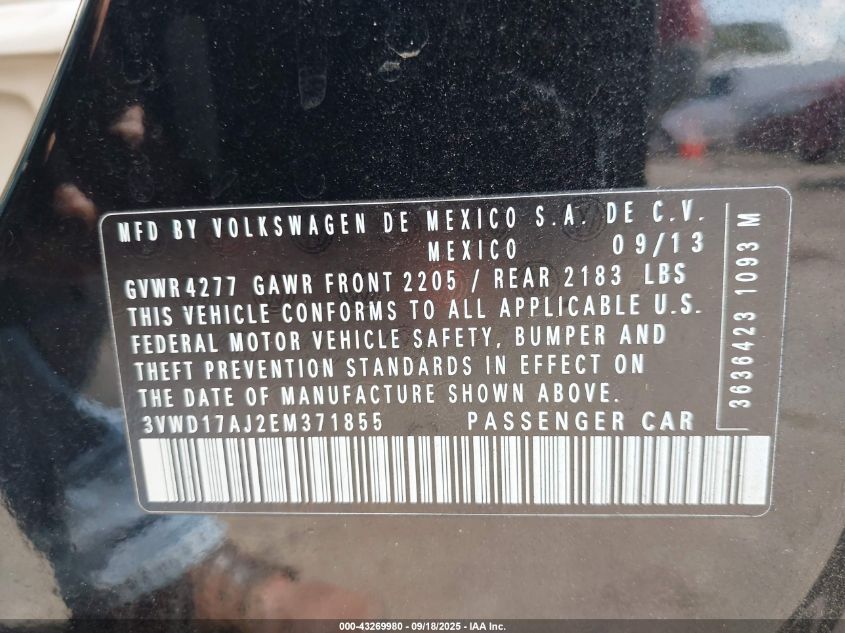 MFD BY VOLKSWAGEN DE MEXICO S.A. DE C.V.
MEXICO 09/13
GVWR 4277 GAWR FRONT 2205 / REAR 2183 LBS
THIS VEHICLE CONFORMS TO ALL APPLICABLE U.S.
FEDERAL MOTOR VEHICLE SAFETY, BUMPER AND
THEFT PREVENTION STANDARDS IN EFFECT ON
THE DATE OF MANUFACTURE SHOWN ABOVE.
3VWD17AJ2EM371855 PASSENGER CAR
3636423 1093 M
000-43269980 - 09/18/2025 - IAA Inc.